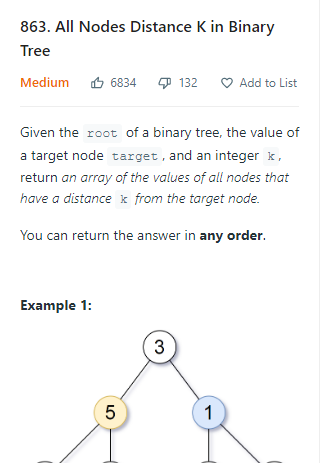 863. All Nodes Distance K in Binary
Tree
Medium 6834 132 Add to List
Given the root of a binary tree, the value of
a target node target , and an integer k ,
return an array of the values of all nodes that
have a distance k from the target node.
You can return the answer in any order.
Example 1:
3
5 1